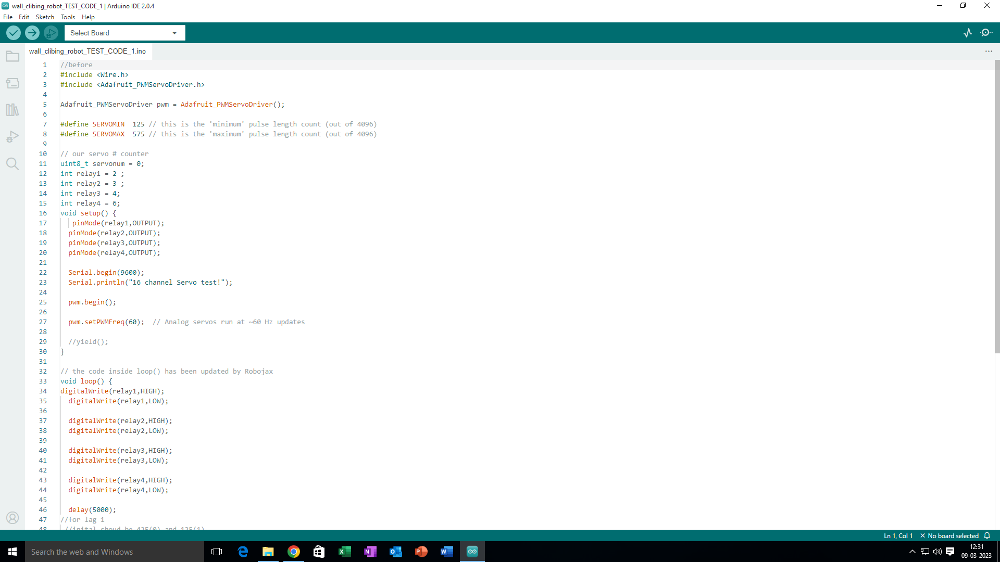 wall_clibing_robot_TEST_CODE_1 | Arduino IDE 2.0.4
File Edit Sketch Tools Help
Select Board
wall_clibing_robot_TEST_CODE_1.ino
1 //before
2 #include <Wire.h>
3 #include <Adafruit_PWMServoDriver.h>
4
5 Adafruit_PWMServoDriver pwm = Adafruit_PWMServoDriver();
6
7 #define SERVOMIN  125 // this is the 'minimum' pulse length count (out of 4096)
8 #define SERVOMAX  575 // this is the 'maximum' pulse length count (out of 4096)
9
10 // our servo # counter
11 uint8_t servonum = 0;
12 int relay1 = 2 ;
13 int relay2 = 3 ;
14 int relay3 = 4;
15 int relay4 = 6;
16 void setup() {
17    pinMode(relay1,OUTPUT);
18   pinMode(relay2,OUTPUT);
19   pinMode(relay3,OUTPUT);
20   pinMode(relay4,OUTPUT);
21
22   Serial.begin(9600);
23   Serial.println("16 channel Servo test!");
24
25   pwm.begin();
26
27   pwm.setPWMFreq(60);  // Analog servos run at ~60 Hz updates
28
29   //yield();
30 }
31
32 // the code inside loop() has been updated by Robojax
33 void loop() {
34 digitalWrite(relay1,HIGH);
35   digitalWrite(relay1,LOW);
36
37   digitalWrite(relay2,HIGH);
38   digitalWrite(relay2,LOW);
39
40   digitalWrite(relay3,HIGH);
41   digitalWrite(relay3,LOW);
42
43   digitalWrite(relay4,HIGH);
44   digitalWrite(relay4,LOW);
45
46   delay(5000);
47 //for lag 1
48  //inital shoud be 425(0) and 125(1)
Ln 1, Col 1 × No board selected
Search the web and Windows
12:31
09-03-2023